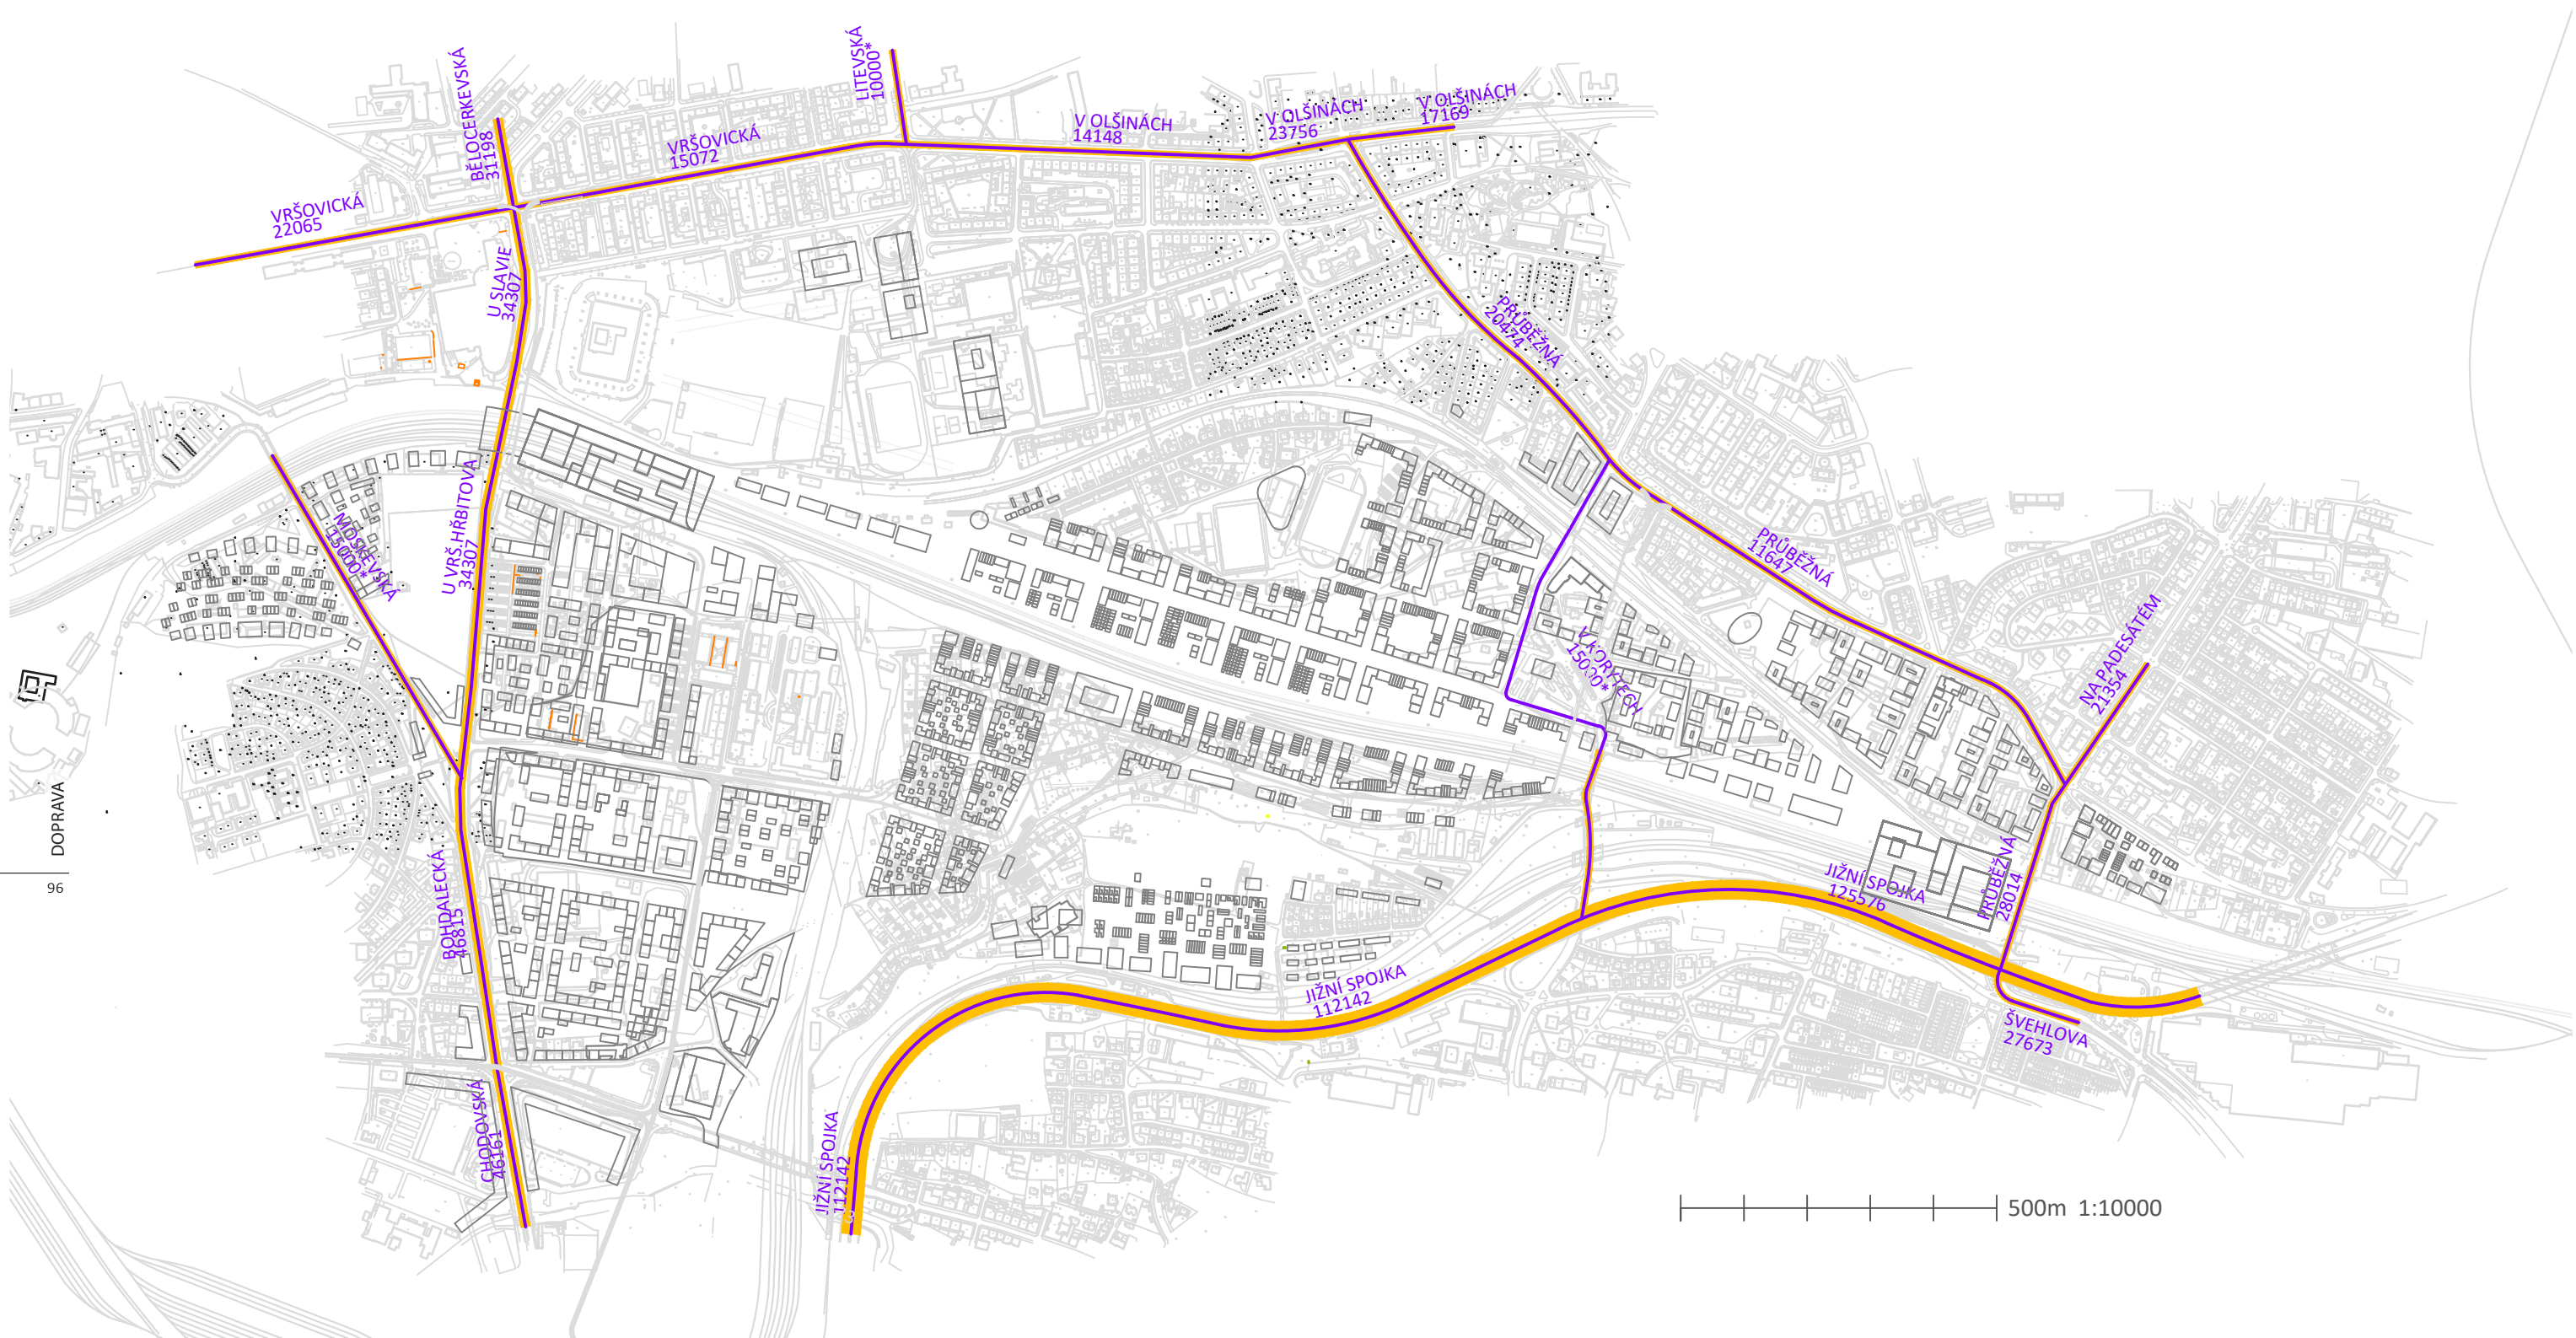 LITEVSKÁ
10000*
BĚLOCERKEVSKÁ
31198
V OLŠINÁCH
17169
V OLŠINÁCH
23756
V OLŠINÁCH
14148
VRŠOVICKÁ
15072
VRŠOVICKÁ
22065
U SLAVIE
34307
PRŮBĚŽNÁ
20474
U VRŠ.HŘBITOVA
34307
MOSKEVSKÁ
15000*
PRŮBĚŽNÁ
11647
NA PADESÁTÉM
21354
V KORYTECH
15000*
DOPRAVA
96
BOHDALECKÁ
46815
JIŽNÍ SPOJKA
125576
PRŮBĚŽNÁ
28014
JIŽNÍ SPOJKA
112142
ŠVEHLOVA
27673
CHODOVSKÁ
46161
JIŽNÍ SPOJKA
112142
500m 1:10000